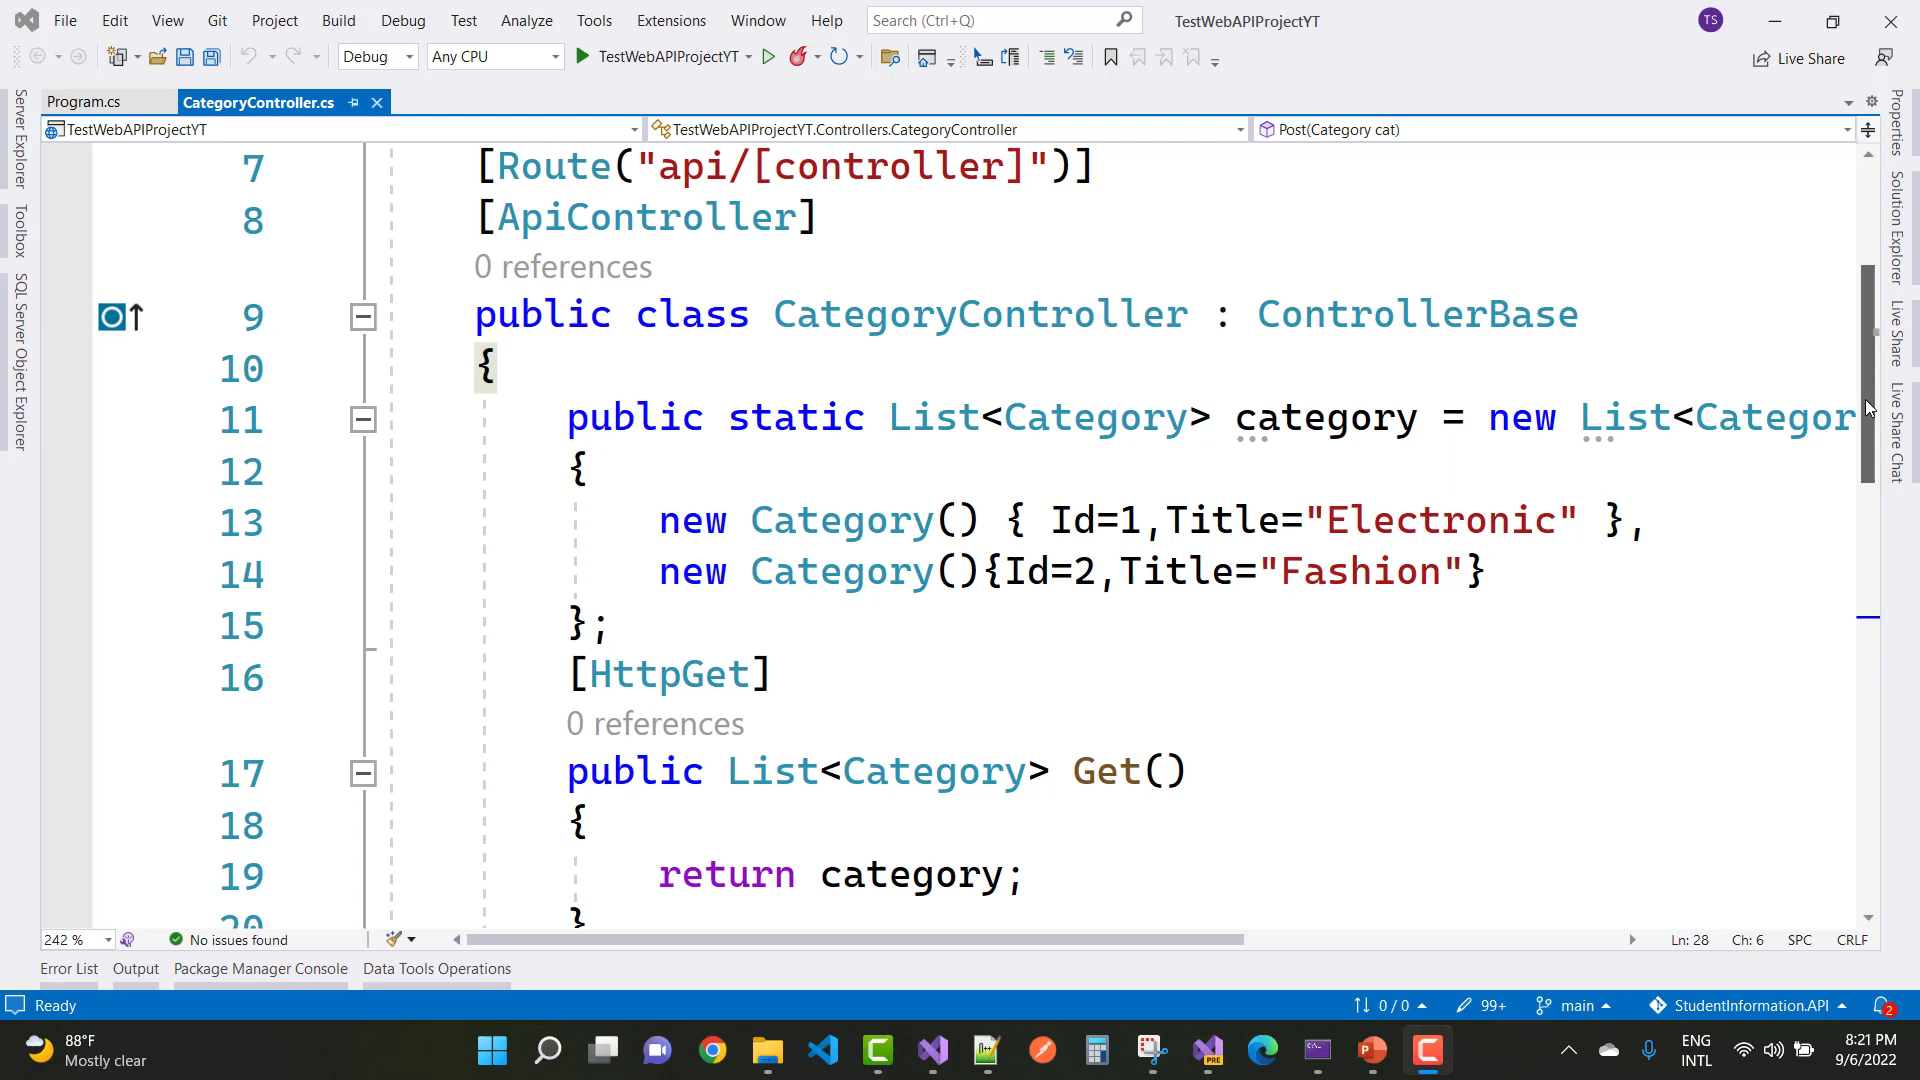 File Edit View Git Project Build Debug Test Analyze Tools Extensions Window Help Search (Ctrl+Q) TestWebAPIProjectYT TS
Debug Any CPU TestWebAPIProjectYT Live Share
Program.cs CategoryController.cs
TestWebAPIProjectYT TestWebAPIProjectYT.Controllers.CategoryController Post(Category cat)
Server Explorer
Toolbox
SQL Server Object Explorer
7 [Route("api/[controller]")]
8 [ApiController]
0 references
9 public class CategoryController : ControllerBase
10 {
11 public static List<Category> category = new List<Categor
12 {
13 new Category() { Id=1,Title="Electronic" },
14 new Category(){Id=2,Title="Fashion"}
15 };
16 [HttpGet]
0 references
17 public List<Category> Get()
18 {
19 return category;
20 }
Properties
Solution Explorer
Live Share
Live Share Chat
242 % No issues found Ln: 28 Ch: 6 SPC CRLF
Error List Output Package Manager Console Data Tools Operations
Ready 0 / 0 99+ main StudentInformation.API 2
88°F
Mostly clear
PRE
ENG
INTL
8:21 PM
9/6/2022